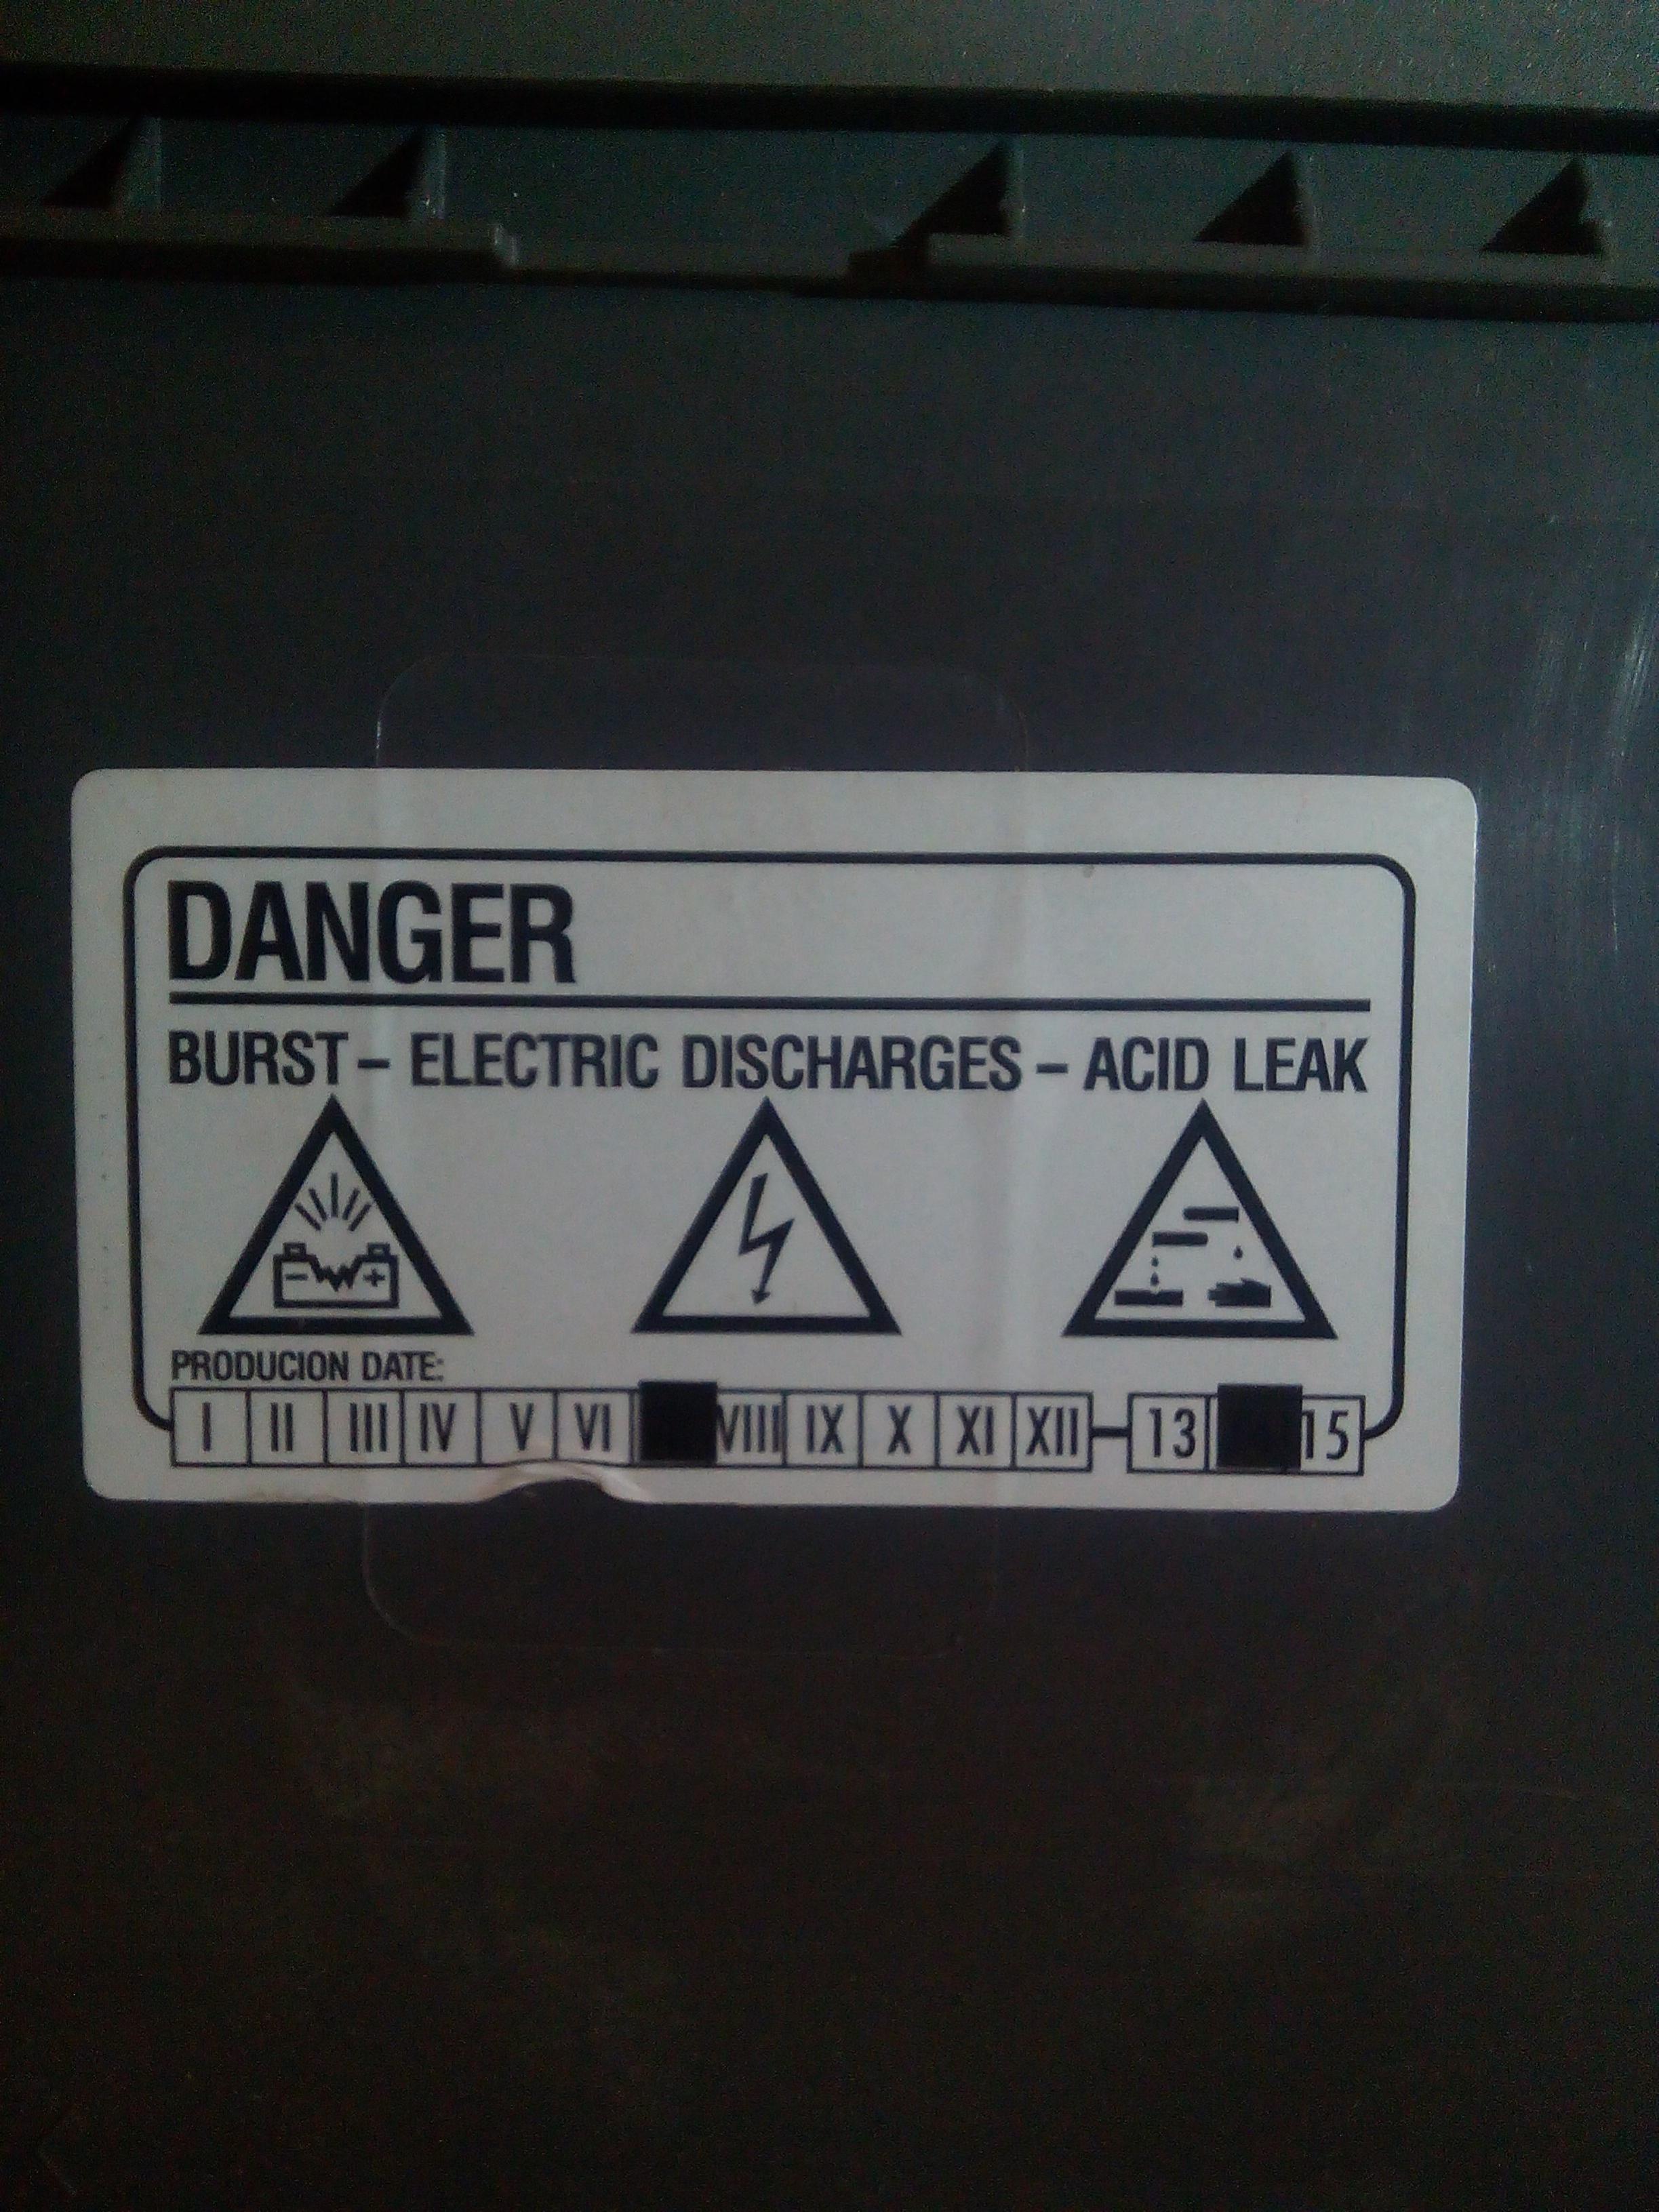 DANGER
BURST – ELECTRIC DISCHARGES – ACID LEAK
PRODUCION DATE:
I II III IV V VI VIII IX X XI XII 13 15